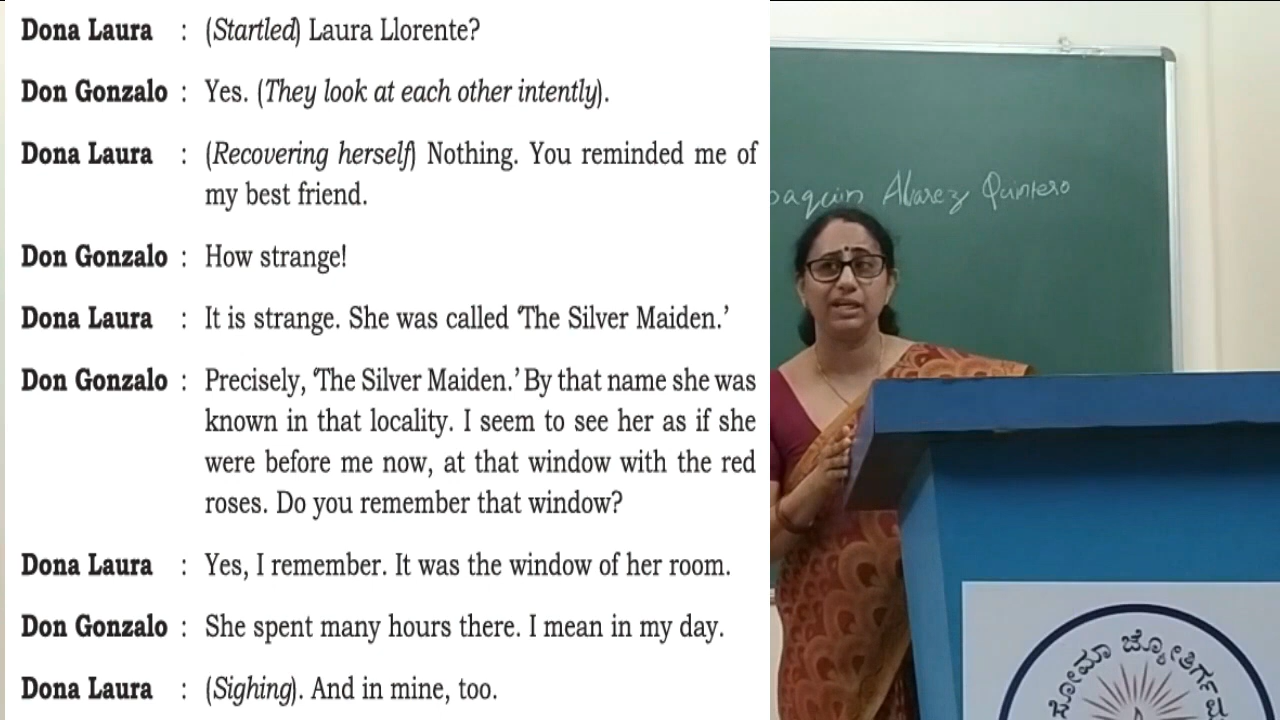 Dona Laura : (Startled) Laura Llorente?
Don Gonzalo : Yes. (They look at each other intently).
Dona Laura : (Recovering herself) Nothing. You reminded me of
my best friend.
Don Gonzalo : How strange!
Dona Laura : It is strange. She was called ‘The Silver Maiden.’
Don Gonzalo : Precisely, ‘The Silver Maiden.’ By that name she was
known in that locality. I seem to see her as if she
were before me now, at that window with the red
roses. Do you remember that window?
Dona Laura : Yes, I remember. It was the window of her room.
Don Gonzalo : She spent many hours there. I mean in my day.
Dona Laura : (Sighing). And in mine, too.
oaquin Alvarez Quintero
ಜ್ಯೋತಿರ್ಗಮ